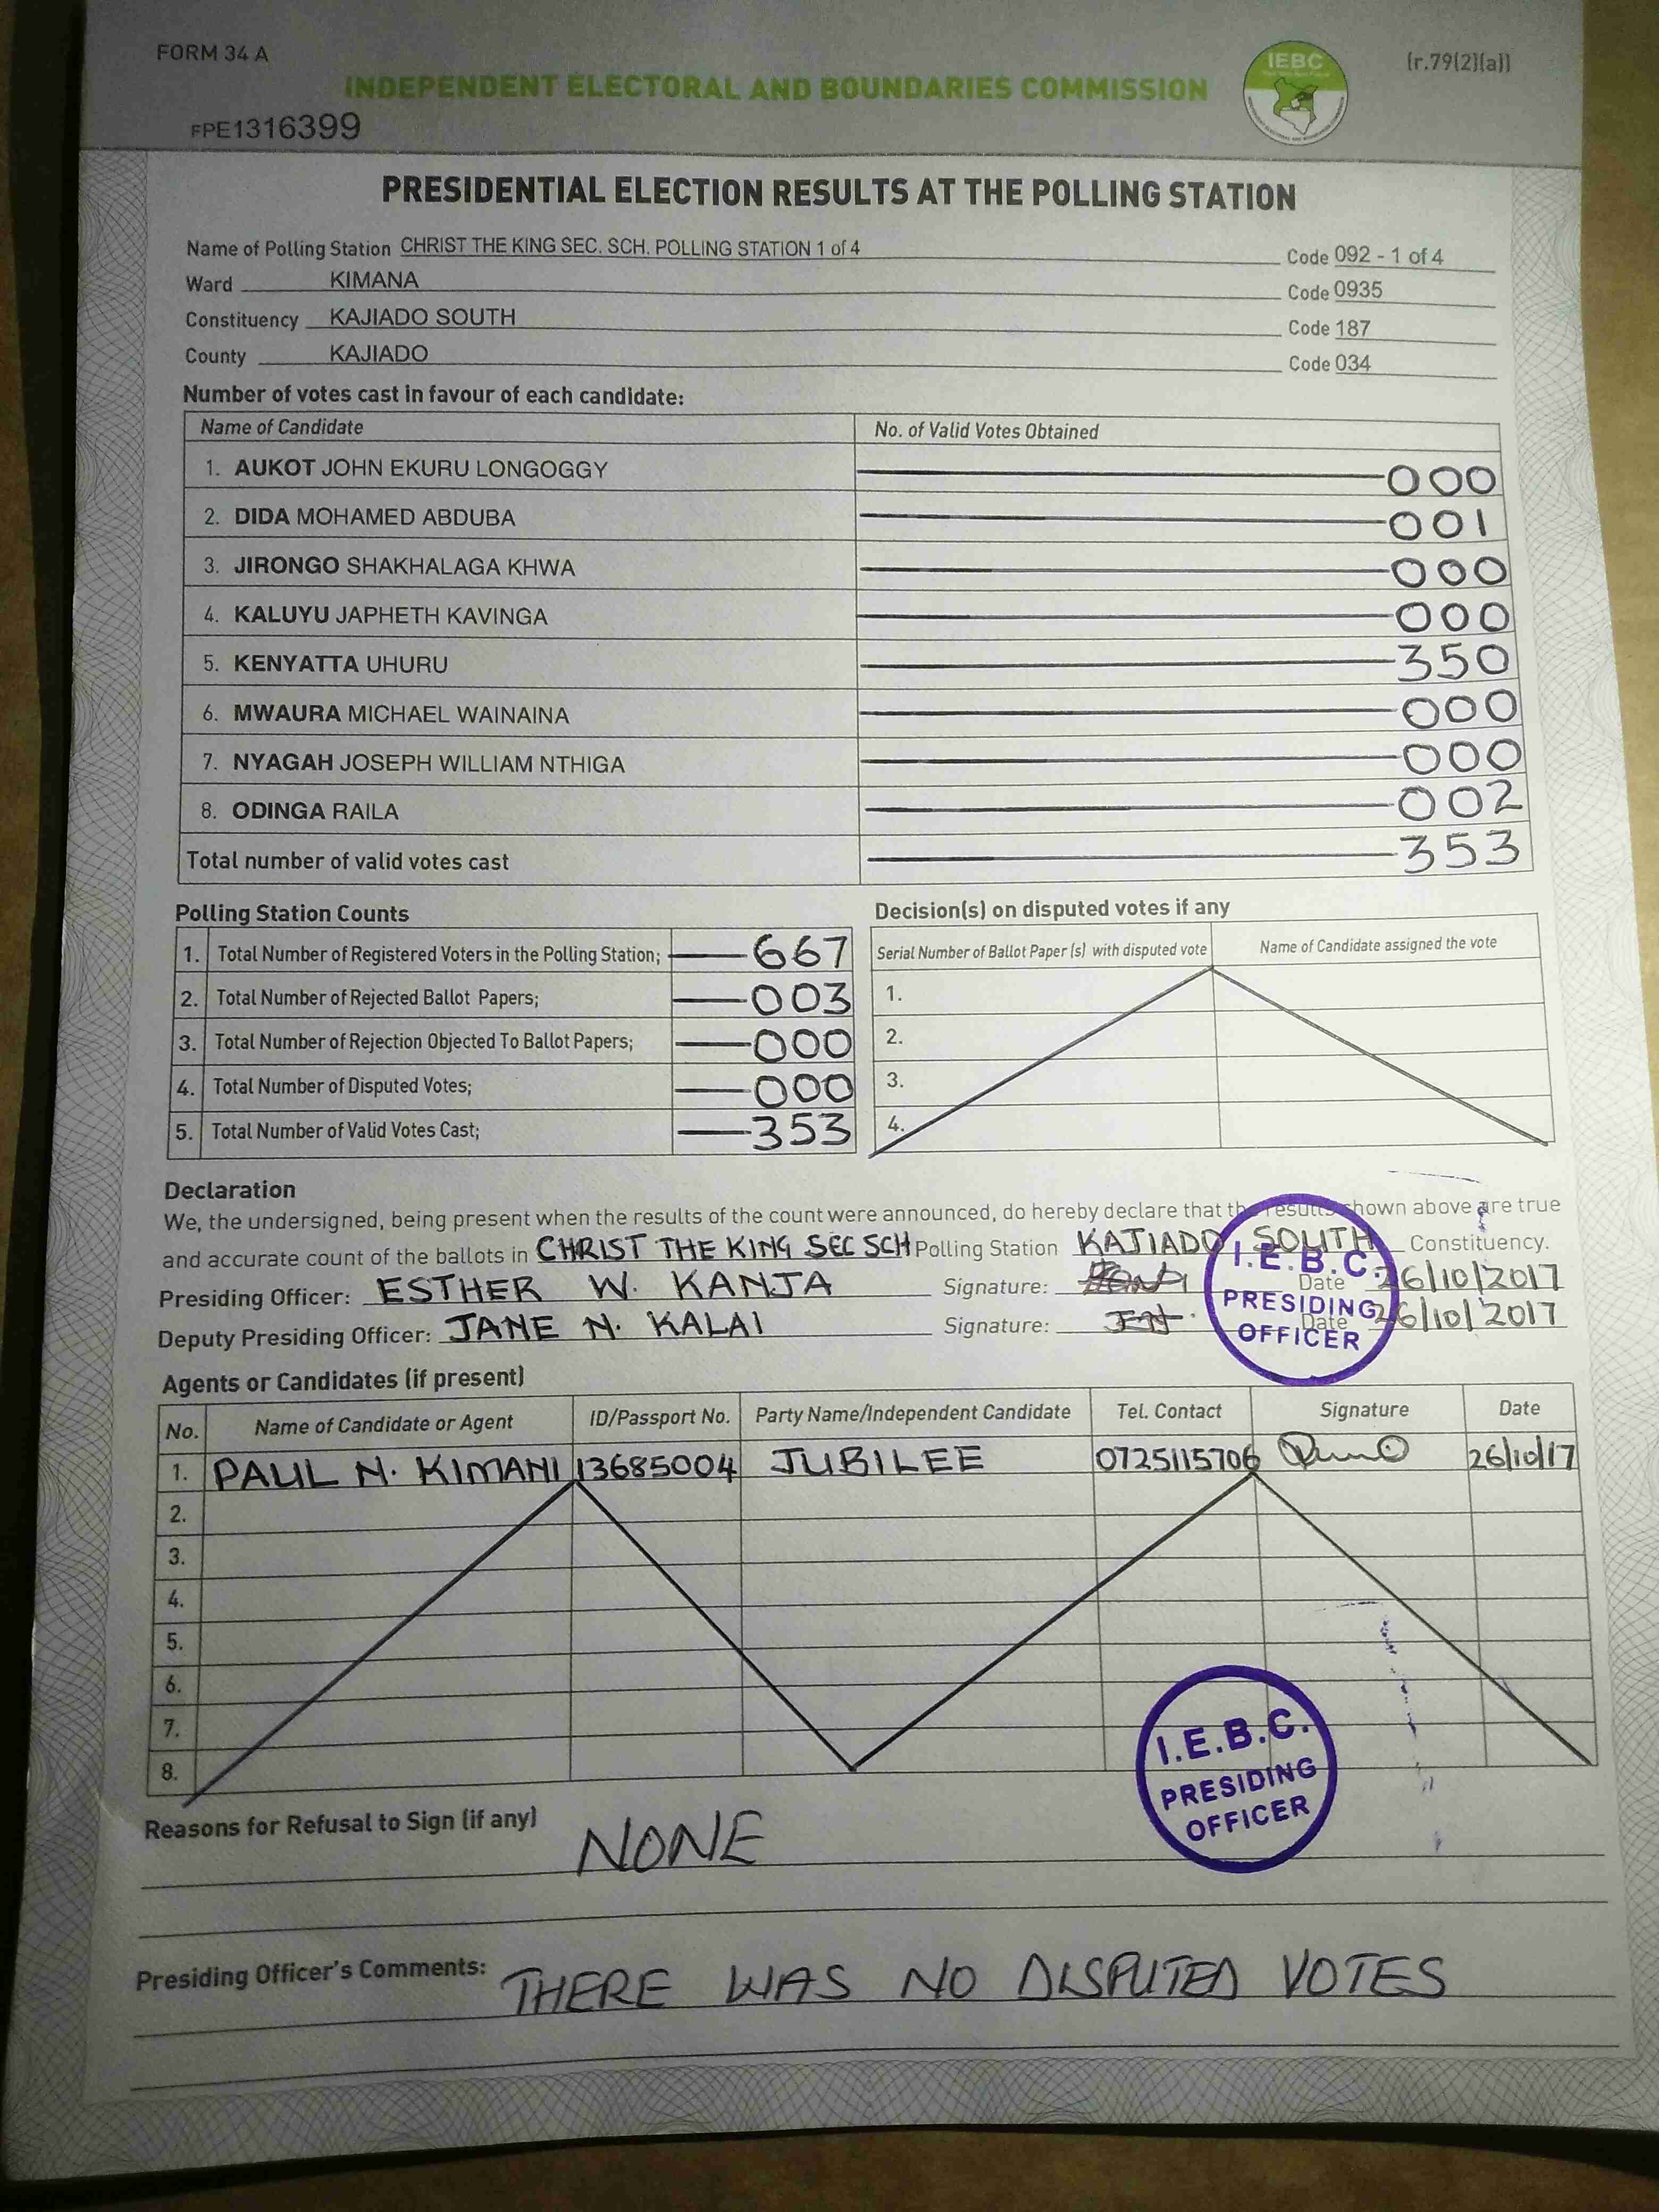 FORM 34 A
IEBC
(r.79(2)(a))
INDEPENDENT ELECTORAL AND BOUNDARIES COMMISSION
FPE1316399
PRESIDENTIAL ELECTION RESULTS AT THE POLLING STATION
Name of Polling Station CHRIST THE KING SEC. SCH. POLLING STATION 1 of 4 Code 092 - 1 of 4
Ward KIMANA Code 0935
Constituency KAJIADO SOUTH Code 187
County KAJIADO Code 034
Number of votes cast in favour of each candidate:
Name of Candidate No. of Valid Votes Obtained
1. AUKOT JOHN EKURU LONGOGGY 000
2. DIDA MOHAMED ABDUBA 001
3. JIRONGO SHAKHALAGA KHWA 000
4. KALUYU JAPHETH KAVINGA 000
5. KENYATTA UHURU 350
6. MWAURA MICHAEL WAINAINA 000
7. NYAGAH JOSEPH WILLIAM NTHIGA 000
8. ODINGA RAILA 002
Total number of valid votes cast 353
Polling Station Counts
1. Total Number of Registered Voters in the Polling Station; 667
2. Total Number of Rejected Ballot Papers; 003
3. Total Number of Rejection Objected To Ballot Papers; 000
4. Total Number of Disputed Votes; 000
5. Total Number of Valid Votes Cast; 353
Decision(s) on disputed votes if any
Serial Number of Ballot Paper (s) with disputed vote Name of Candidate assigned the vote
1.
2.
3.
4.
Declaration
We, the undersigned, being present when the results of the count were announced, do hereby declare that the results shown above are true
and accurate count of the ballots in CHRIST THE KING SEC SCH Polling Station KAJIADO SOUTH Constituency.
Presiding Officer: ESTHER W. KANJA Signature: Date 26/10/2017
Deputy Presiding Officer: JANE N. KALAI Signature: Date 26/10/2017
I.E.B.C.
PRESIDING
OFFICER
Agents or Candidates (if present)
No. Name of Candidate or Agent ID/Passport No. Party Name/Independent Candidate Tel. Contact Signature Date
1. PAUL N. KIMANI 13685004 JUBILEE 0725115706 26/10/17
2.
3.
4.
5.
6.
7.
8.
I.E.B.C.
PRESIDING
OFFICER
Reasons for Refusal to Sign (if any) NONE
Presiding Officer's Comments: THERE WAS NO DISPUTED VOTES